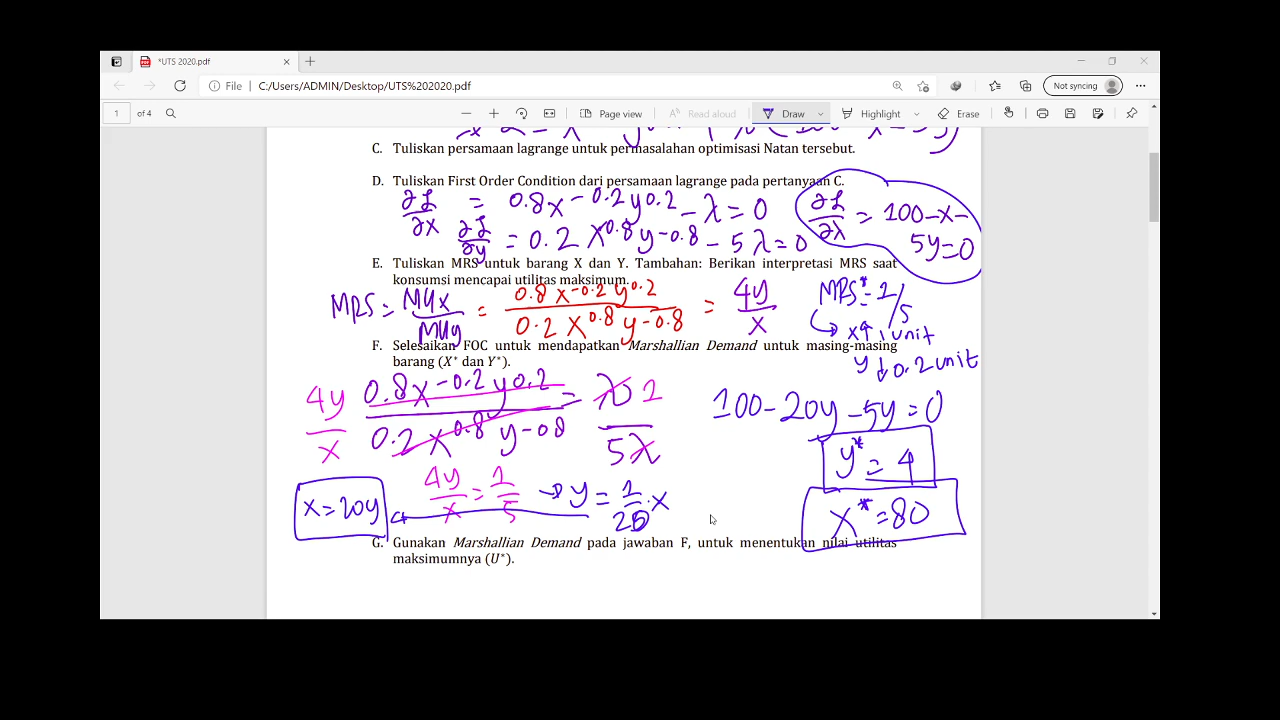 *UTS 2020.pdf
File C:/Users/ADMIN/Desktop/UTS%202020.pdf Not syncing
1 of 4 Page view Read aloud Draw Highlight Erase
C. Tuliskan persamaan lagrange untuk permasalahan optimisasi Natan tersebut.
D. Tuliskan First Order Condition dari persamaan lagrange pada pertanyaan C.
∂L/∂x = 0.8x^-0.2 y^0.2 - λ = 0
∂L/∂y = 0.2 x^0.8 y^-0.8 - 5λ = 0
∂L/∂λ = 100-x-
5y=0
E. Tuliskan MRS untuk barang X dan Y. Tambahan: Berikan interpretasi MRS saat
konsumsi mencapai utilitas maksimum.
MRS = MUx/MUy = 0.8x^-0.2 y^0.2 / 0.2x^0.8 y^-0.8 = 4y/x
MRS* = 1/5
x↑ 1 unit
y ↓ 0.2 unit
F. Selesaikan FOC untuk mendapatkan Marshallian Demand untuk masing-masing
barang (X* dan Y*).
4y/x 0.8x^-0.2 y^0.2 / 0.2x^0.8 y^-0.8 = λ 1 / 5λ
4y/x = 1/5 → y = 1/20 . x
x = 20y
100 - 20y - 5y = 0
y* = 4
x* = 80
G. Gunakan Marshallian Demand pada jawaban F, untuk menentukan nilai utilitas
maksimumnya (U*).